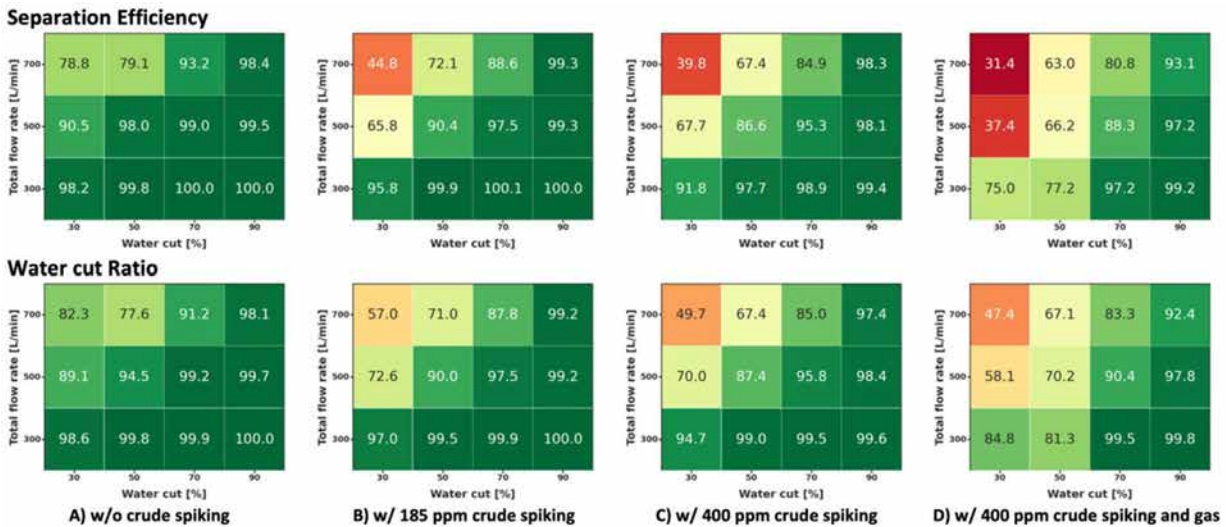 Separation Efficiency
Total flow rate [L/min]
700
78.8 79.1 93.2 98.4
500
90.5 98.0 99.0 99.5
300
98.2 99.8 100.0 100.0
30 50 70 90
Water cut [%]
Total flow rate [L/min]
700
44.8 72.1 88.6 99.3
500
65.8 90.4 97.5 99.3
300
95.8 99.9 100.1 100.0
30 50 70 90
Water cut [%]
Total flow rate [L/min]
700
39.8 67.4 84.9 98.3
500
67.7 86.6 95.3 98.1
300
91.8 97.7 98.9 99.4
30 50 70 90
Water cut [%]
Total flow rate [L/min]
700
31.4 63.0 80.8 93.1
500
37.4 66.2 88.3 97.2
300
75.0 77.2 97.2 99.2
30 50 70 90
Water cut [%]
Water cut Ratio
Total flow rate [L/min]
700
82.3 77.6 91.2 98.1
500
89.1 94.5 99.2 99.7
300
98.6 99.8 99.9 100.0
30 50 70 90
Water cut [%]
A) w/o crude spiking
Total flow rate [L/min]
700
57.0 71.0 87.8 99.2
500
72.6 90.0 97.5 99.2
300
97.0 99.5 99.9 100.0
30 50 70 90
Water cut [%]
B) w/ 185 ppm crude spiking
Total flow rate [L/min]
700
49.7 67.4 85.0 97.4
500
70.0 87.4 95.8 98.4
300
94.7 99.0 99.5 99.6
30 50 70 90
Water cut [%]
C) w/ 400 ppm crude spiking
Total flow rate [L/min]
700
47.4 67.1 83.3 92.4
500
58.1 70.2 90.4 97.8
300
84.8 81.3 99.5 99.8
30 50 70 90
Water cut [%]
D) w/ 400 ppm crude spiking and gas